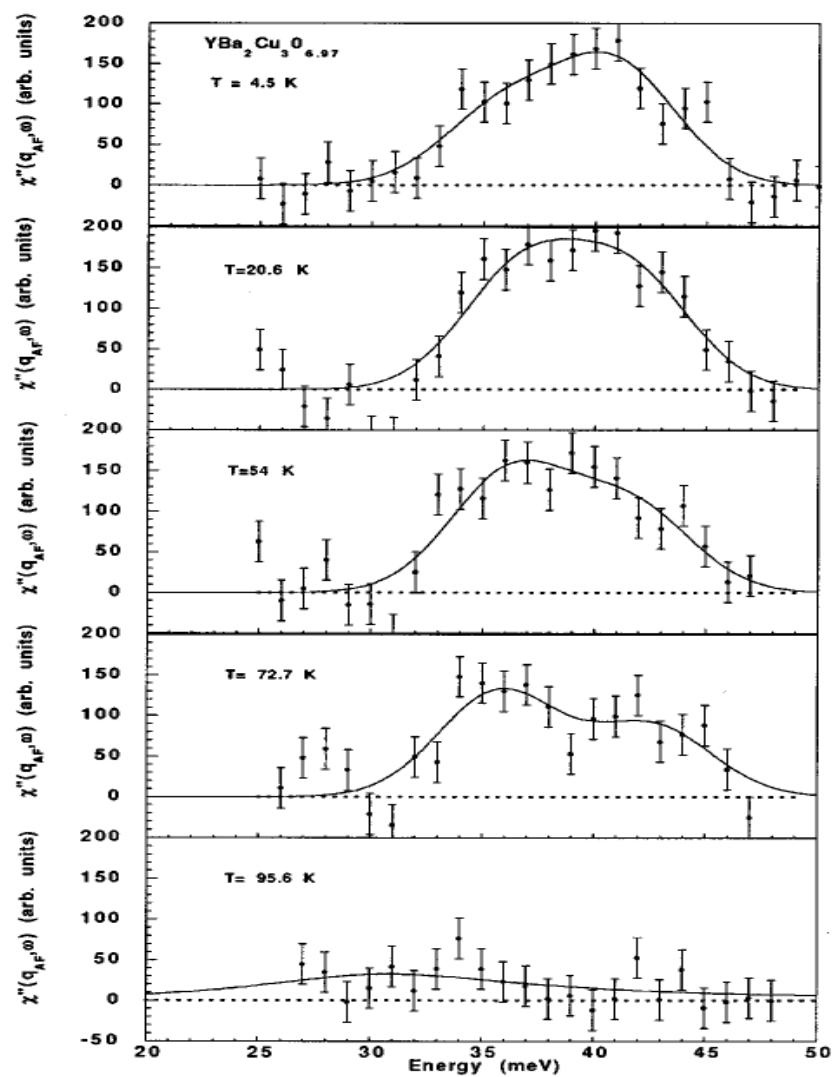 YBa2Cu3O6.97
T = 4.5 K
χ"(qAF,ω) (arb. units)
200
150
100
50
0
T=20.6 K
χ"(qAF,ω) (arb. units)
200
150
100
50
0
T=54 K
χ"(qAF,ω) (arb. units)
200
150
100
50
0
T= 72.7 K
χ"(qAF,ω) (arb. units)
200
150
100
50
0
T= 95.6 K
χ"(qAF,ω) (arb. units)
200
150
100
50
0
-50
20 25 30 35 40 45 50
Energy (meV)